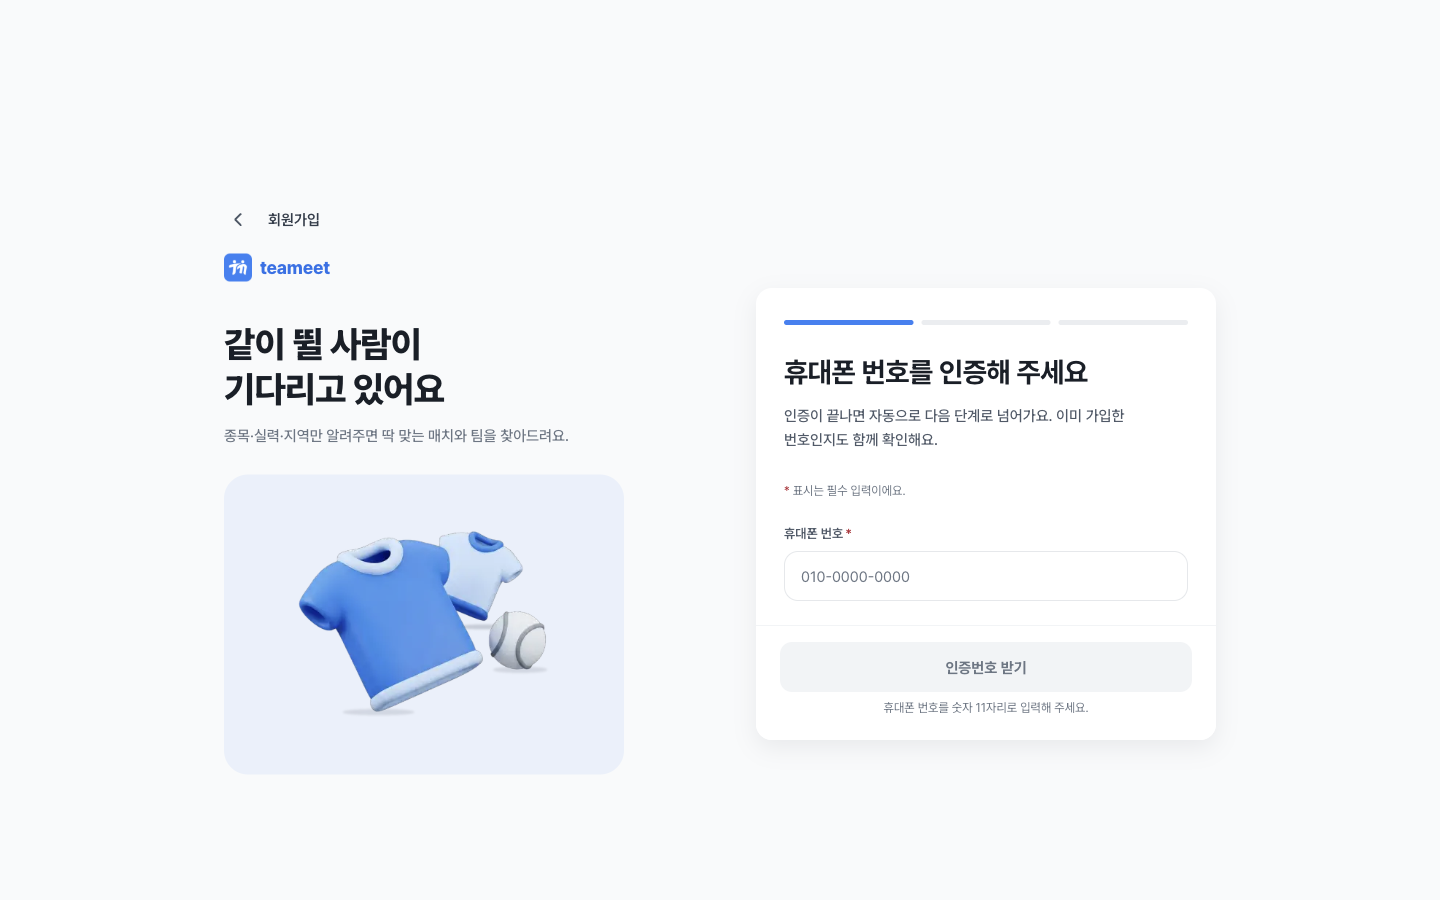 회원가입
teameet
같이 뛸 사람이
기다리고 있어요
종목·실력·지역만 알려주면 딱 맞는 매치와 팀을 찾아드려요.
휴대폰 번호를 인증해 주세요
인증이 끝나면 자동으로 다음 단계로 넘어가요. 이미 가입한
번호인지도 함께 확인해요.
* 표시는 필수 입력이에요.
휴대폰 번호 *
010-0000-0000
인증번호 받기
휴대폰 번호를 숫자 11자리로 입력해 주세요.